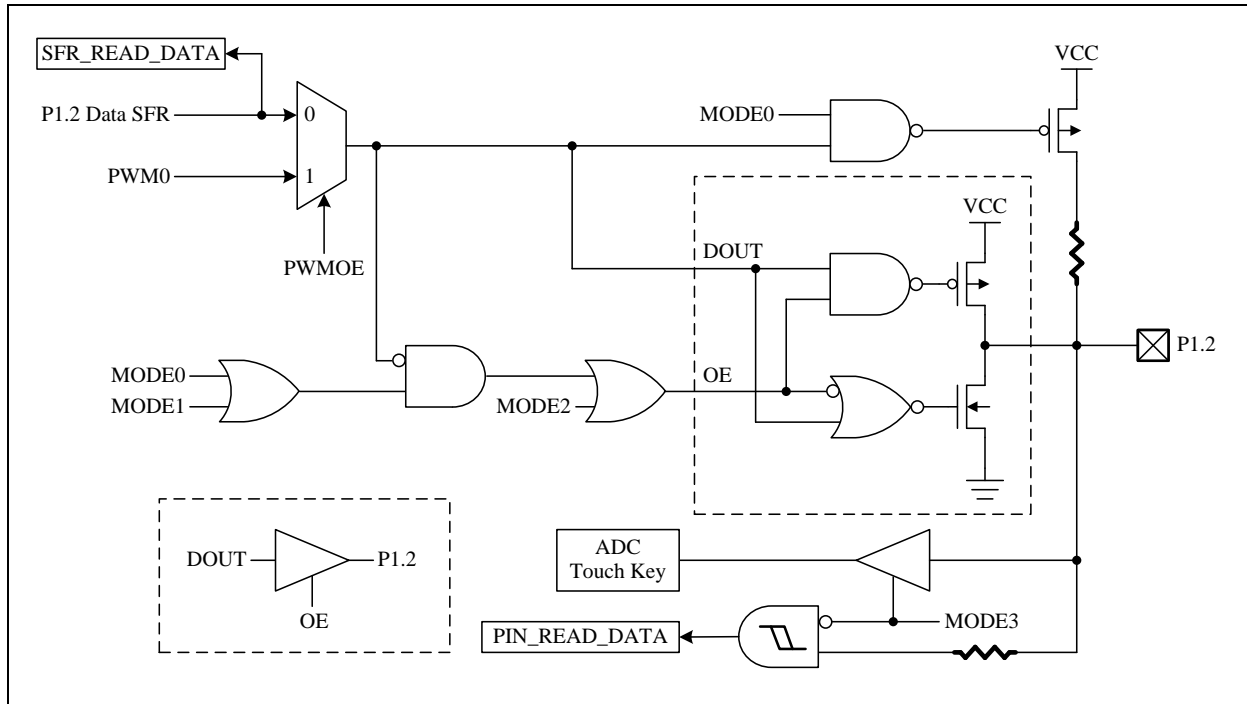 SFR_READ_DATA
VCC
P1.2 Data SFR
0
MODE0
PWM0
1
VCC
PWMOE
DOUT
P1.2
MODE0
OE
MODE1
MODE2
ADC
Touch Key
DOUT
P1.2
OE
MODE3
PIN_READ_DATA